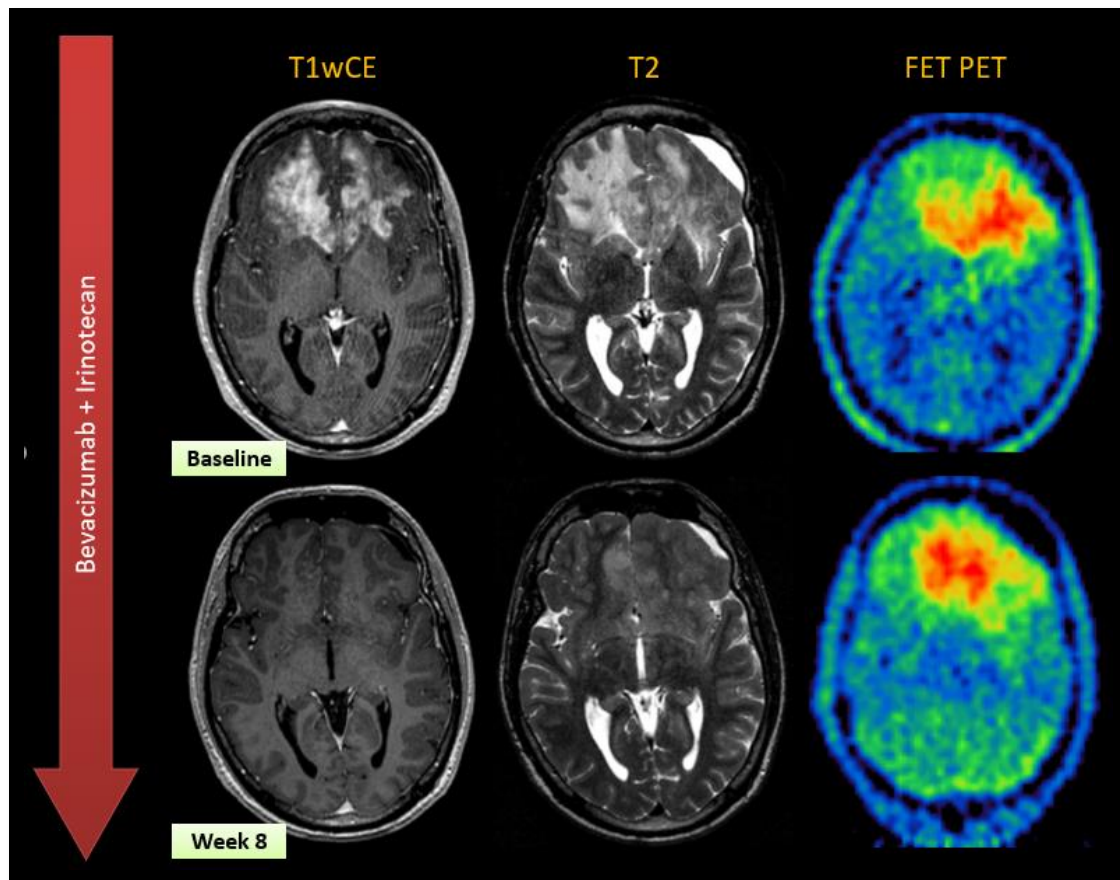 T1wCE
T2
FET PET
Bevacizumab + Irinotecan
Baseline
Week 8